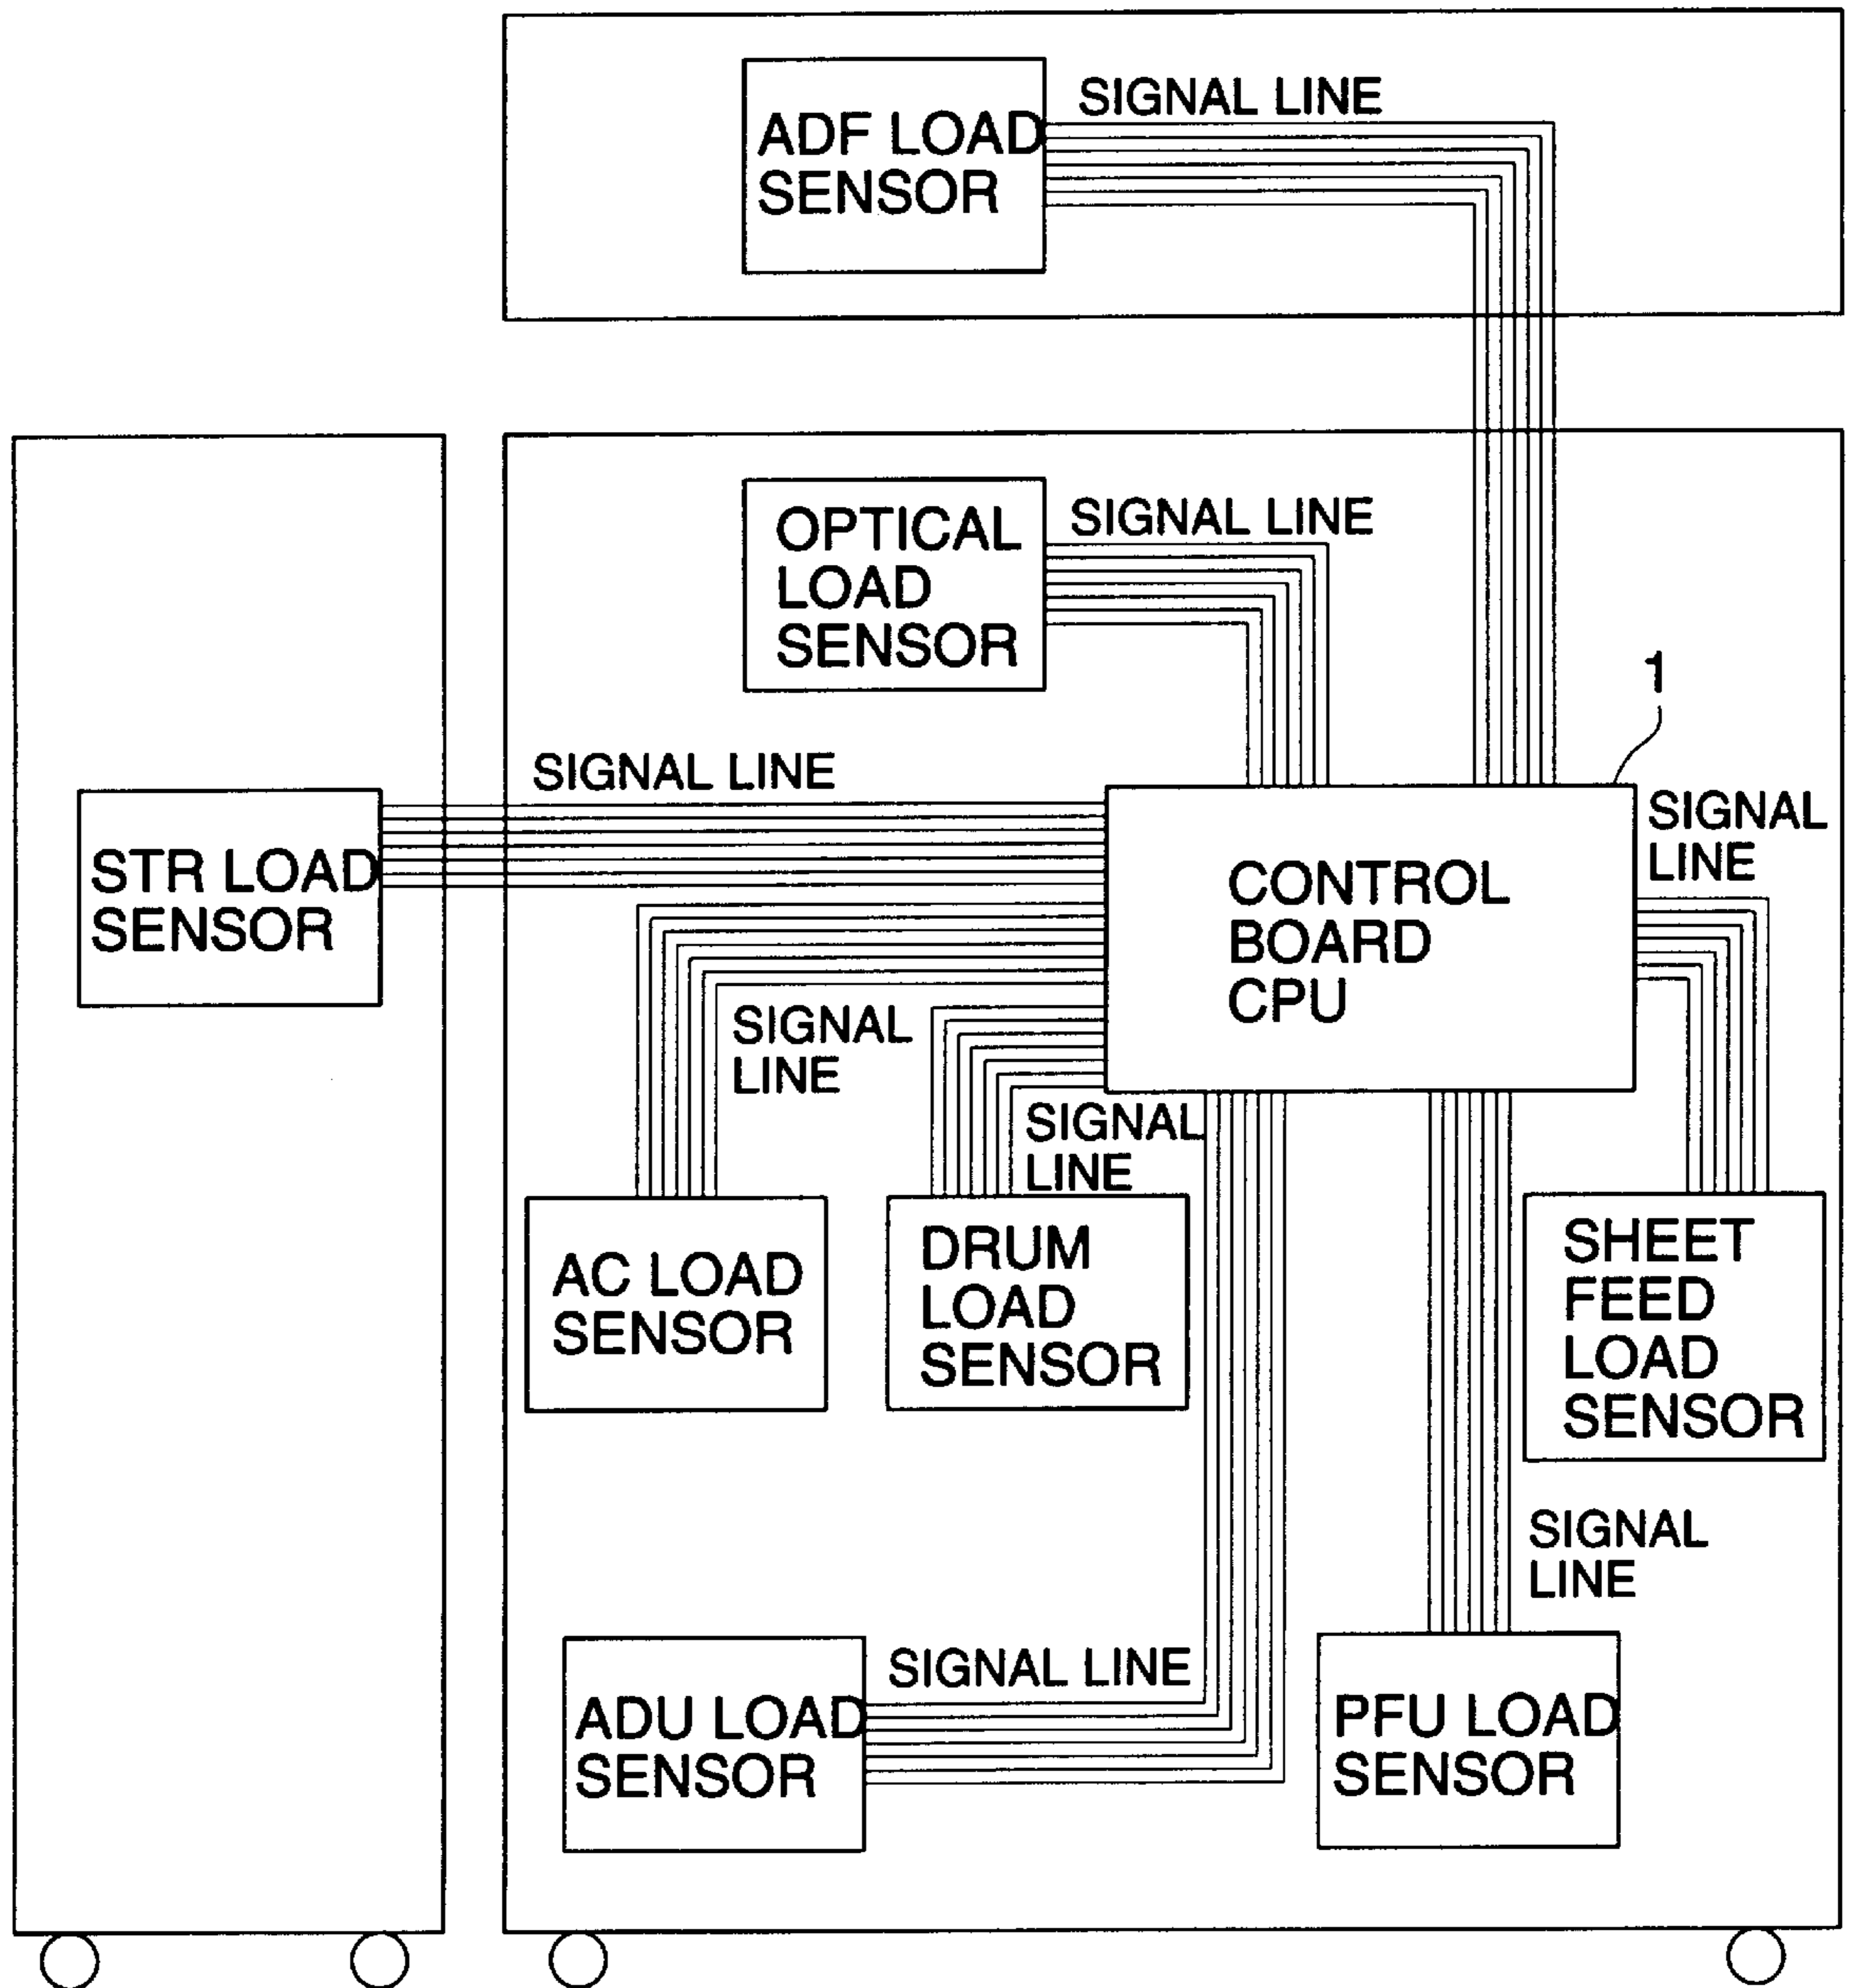 SIGNAL LINE
ADF LOAD
SENSOR
SIGNAL LINE
OPTICAL
LOAD
SENSOR
1
SIGNAL LINE
SIGNAL
LINE
STR LOAD
SENSOR
CONTROL
BOARD
CPU
SIGNAL
LINE
SIGNAL
LINE
AC LOAD
SENSOR
DRUM
LOAD
SENSOR
SHEET
FEED
LOAD
SENSOR
SIGNAL
LINE
SIGNAL LINE
ADU LOAD
SENSOR
PFU LOAD
SENSOR